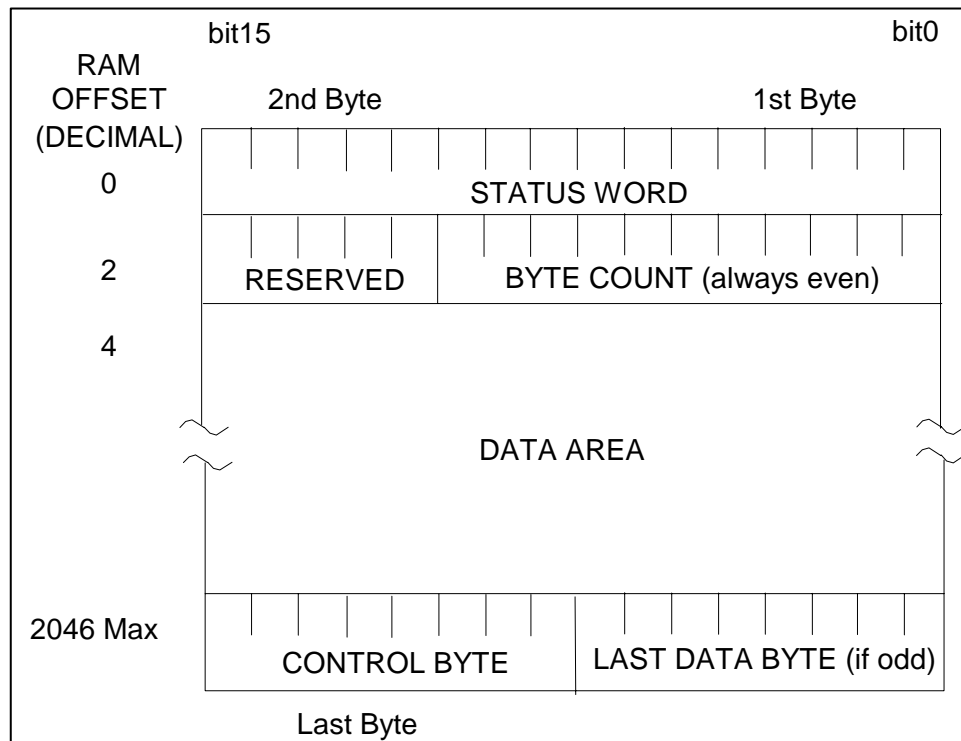 bit15 bit0
RAM
OFFSET
(DECIMAL)
2nd Byte 1st Byte
0 STATUS WORD
2 RESERVED BYTE COUNT (always even)
4
DATA AREA
2046 Max CONTROL BYTE LAST DATA BYTE (if odd)
Last Byte